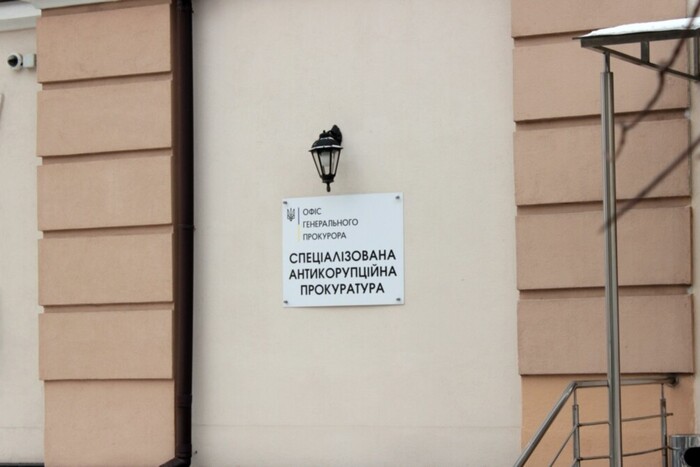 ОФІС
ГЕНЕРАЛЬНОГО
ПРОКУРОРА
СПЕЦІАЛІЗОВАНА
АНТИКОРУПЦІЙНА
ПРОКУРАТУРА